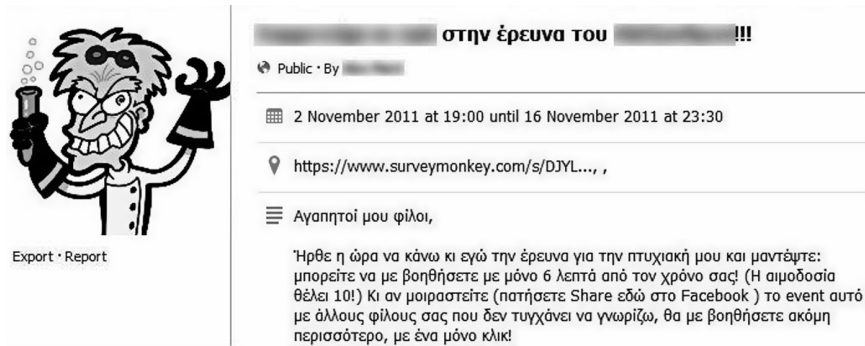 στην έρευνα του !!!
Public · By
2 November 2011 at 19:00 until 16 November 2011 at 23:30
https://www.surveymonkey.com/s/DJYL..., ,
Αγαπητοί μου φίλοι,
Export · Report
Ήρθε η ώρα να κάνω κι εγώ την έρευνα για την πτυχιακή μου και μαντέψτε:
μπορείτε να με βοηθήσετε με μόνο 6 λεπτά από τον χρόνο σας! (Η αιμοδοσία
θέλει 10!) Κι αν μοιραστείτε (πατήσετε Share εδώ στο Facebook ) το event αυτό
με άλλους φίλους σας που δεν τυγχάνει να γνωρίζω, θα με βοηθήσετε ακόμη
περισσότερο, με ένα μόνο κλικ!